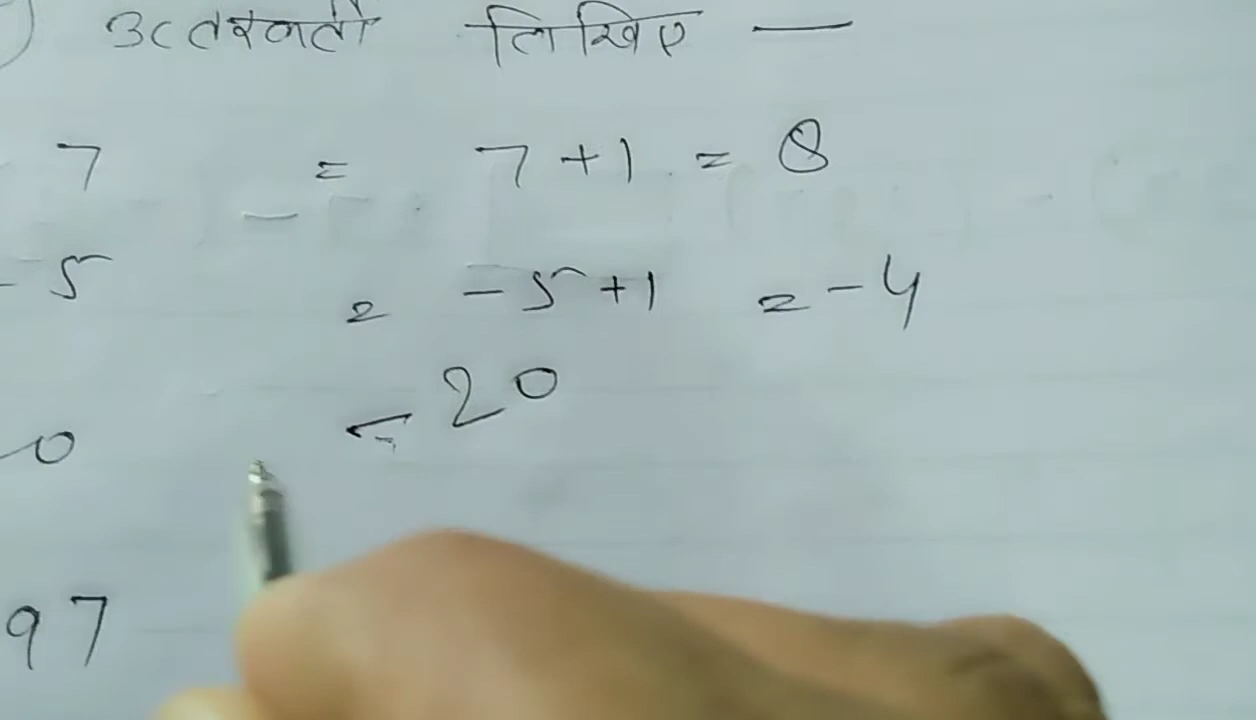 उत्तरवर्ती लिखिए —
7 = 7 + 1 = 8
- 5 = - 5 + 1 = - 4
0 = 20
97